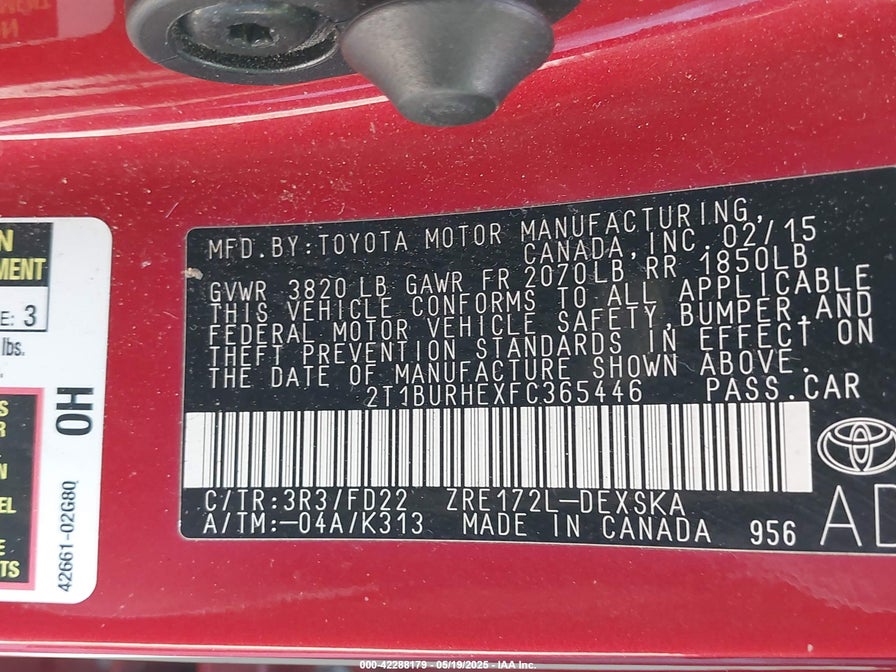 MFD.BY:TOYOTA MOTOR MANUFACTURING,
CANADA,INC.02/15
GVWR 3820 LB GAWR FR 2070LB RR 1850LB
THIS VEHICLE CONFORMS TO ALL APPLICABLE
FEDERAL MOTOR VEHICLE SAFETY,BUMPER,AND
THEFT PREVENTION STANDARDS IN EFFECT ON
THE DATE OF MANUFACTURE SHOWN ABOVE.
2T1BURHEXFC365446 PASS.CAR
C/TR:3R3/FD22 ZRE172L-DEXSKA
A/TM:-04A/K313 MADE IN CANADA 956
AD
N
MENT
E: 3
lbs.
S
R
N
EL
E
TS
OH
42661-02G80
000-42288179 - 05/19/2025 - IAA Inc.